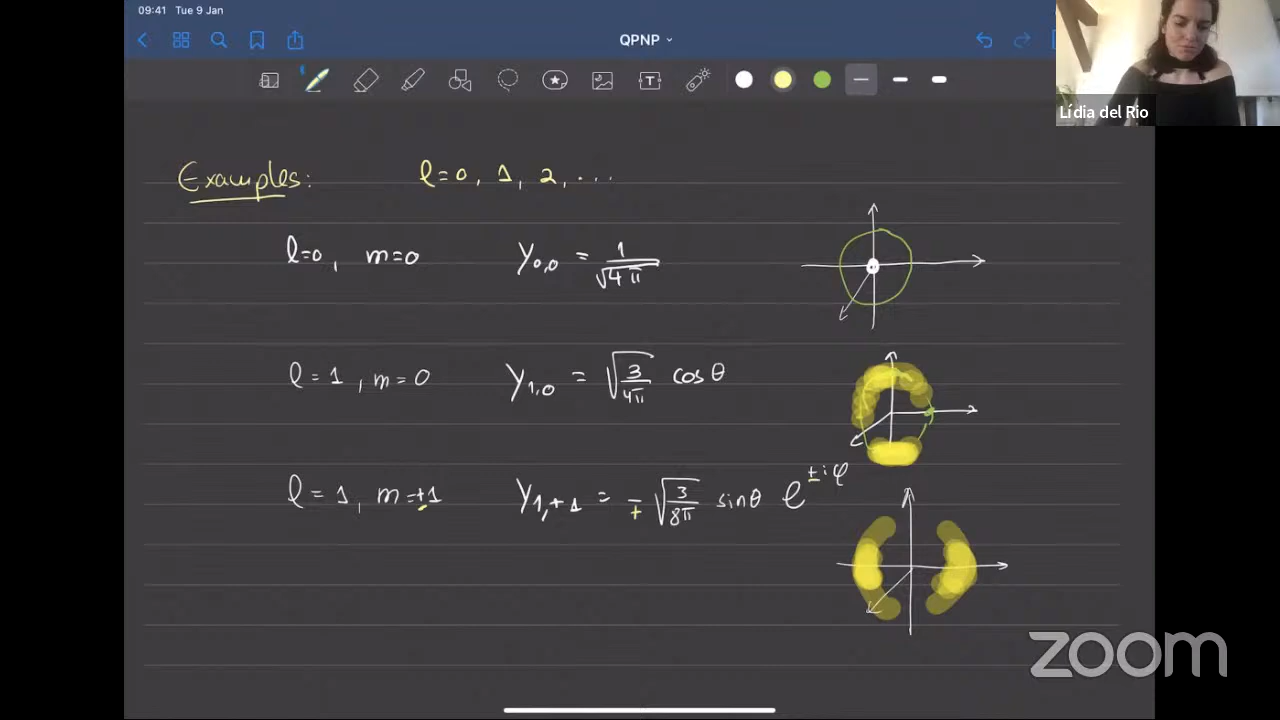 09:41 Tue 9 Jan
QPNP
Lídia del Rio
Examples: l=0, 1, 2, ...
l=0, m=0 Y0,0 = 1/√4π
l=1, m=0 Y1,0 = √3/4π cos θ
l=1, m=±1 Y1,±1 = ∓ √3/8π sin θ e^±iφ
zoom